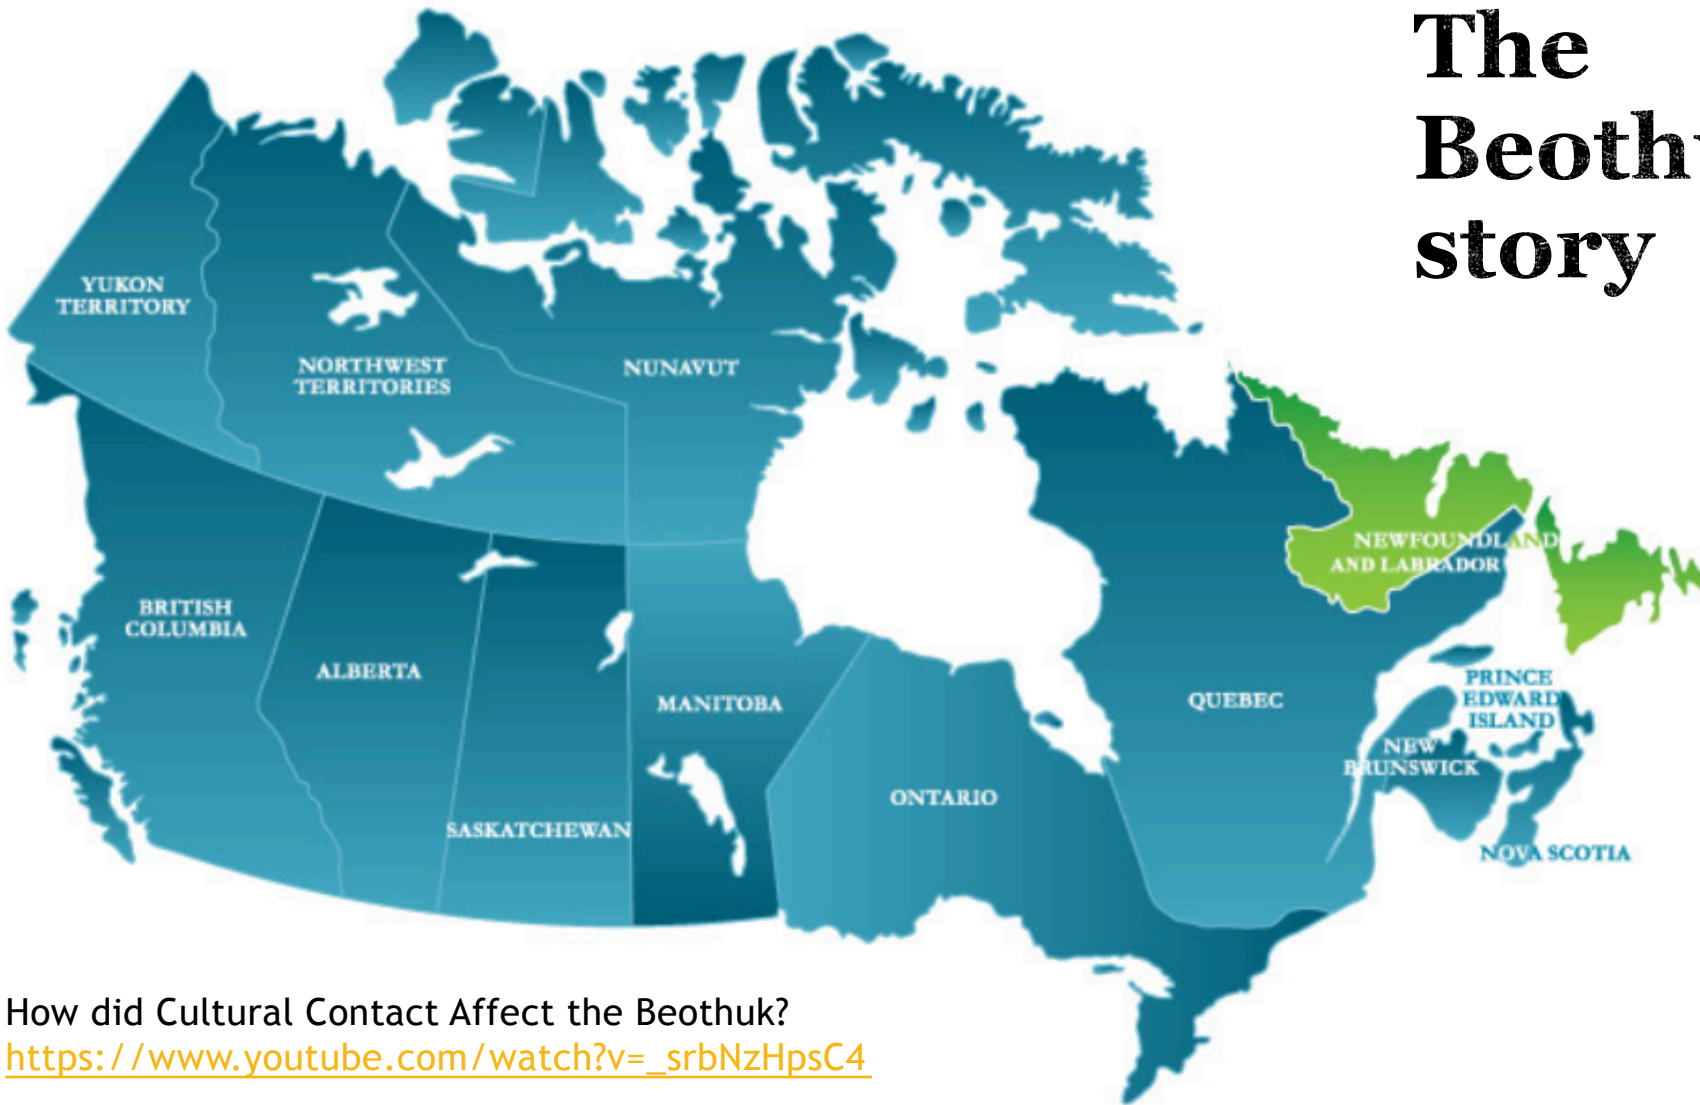 The
Beoth
story
YUKON
TERRITORY
NORTHWEST
TERRITORIES
NUNAVUT
NEWFOUNDLAND
AND LABRADOR
BRITISH
COLUMBIA
ALBERTA
SASKATCHEWAN
MANITOBA
ONTARIO
QUEBEC
PRINCE
EDWARD
ISLAND
NEW
BRUNSWICK
NOVA SCOTIA
How did Cultural Contact Affect the Beothuk?
https://www.youtube.com/watch?v=_srbNzHpsC4